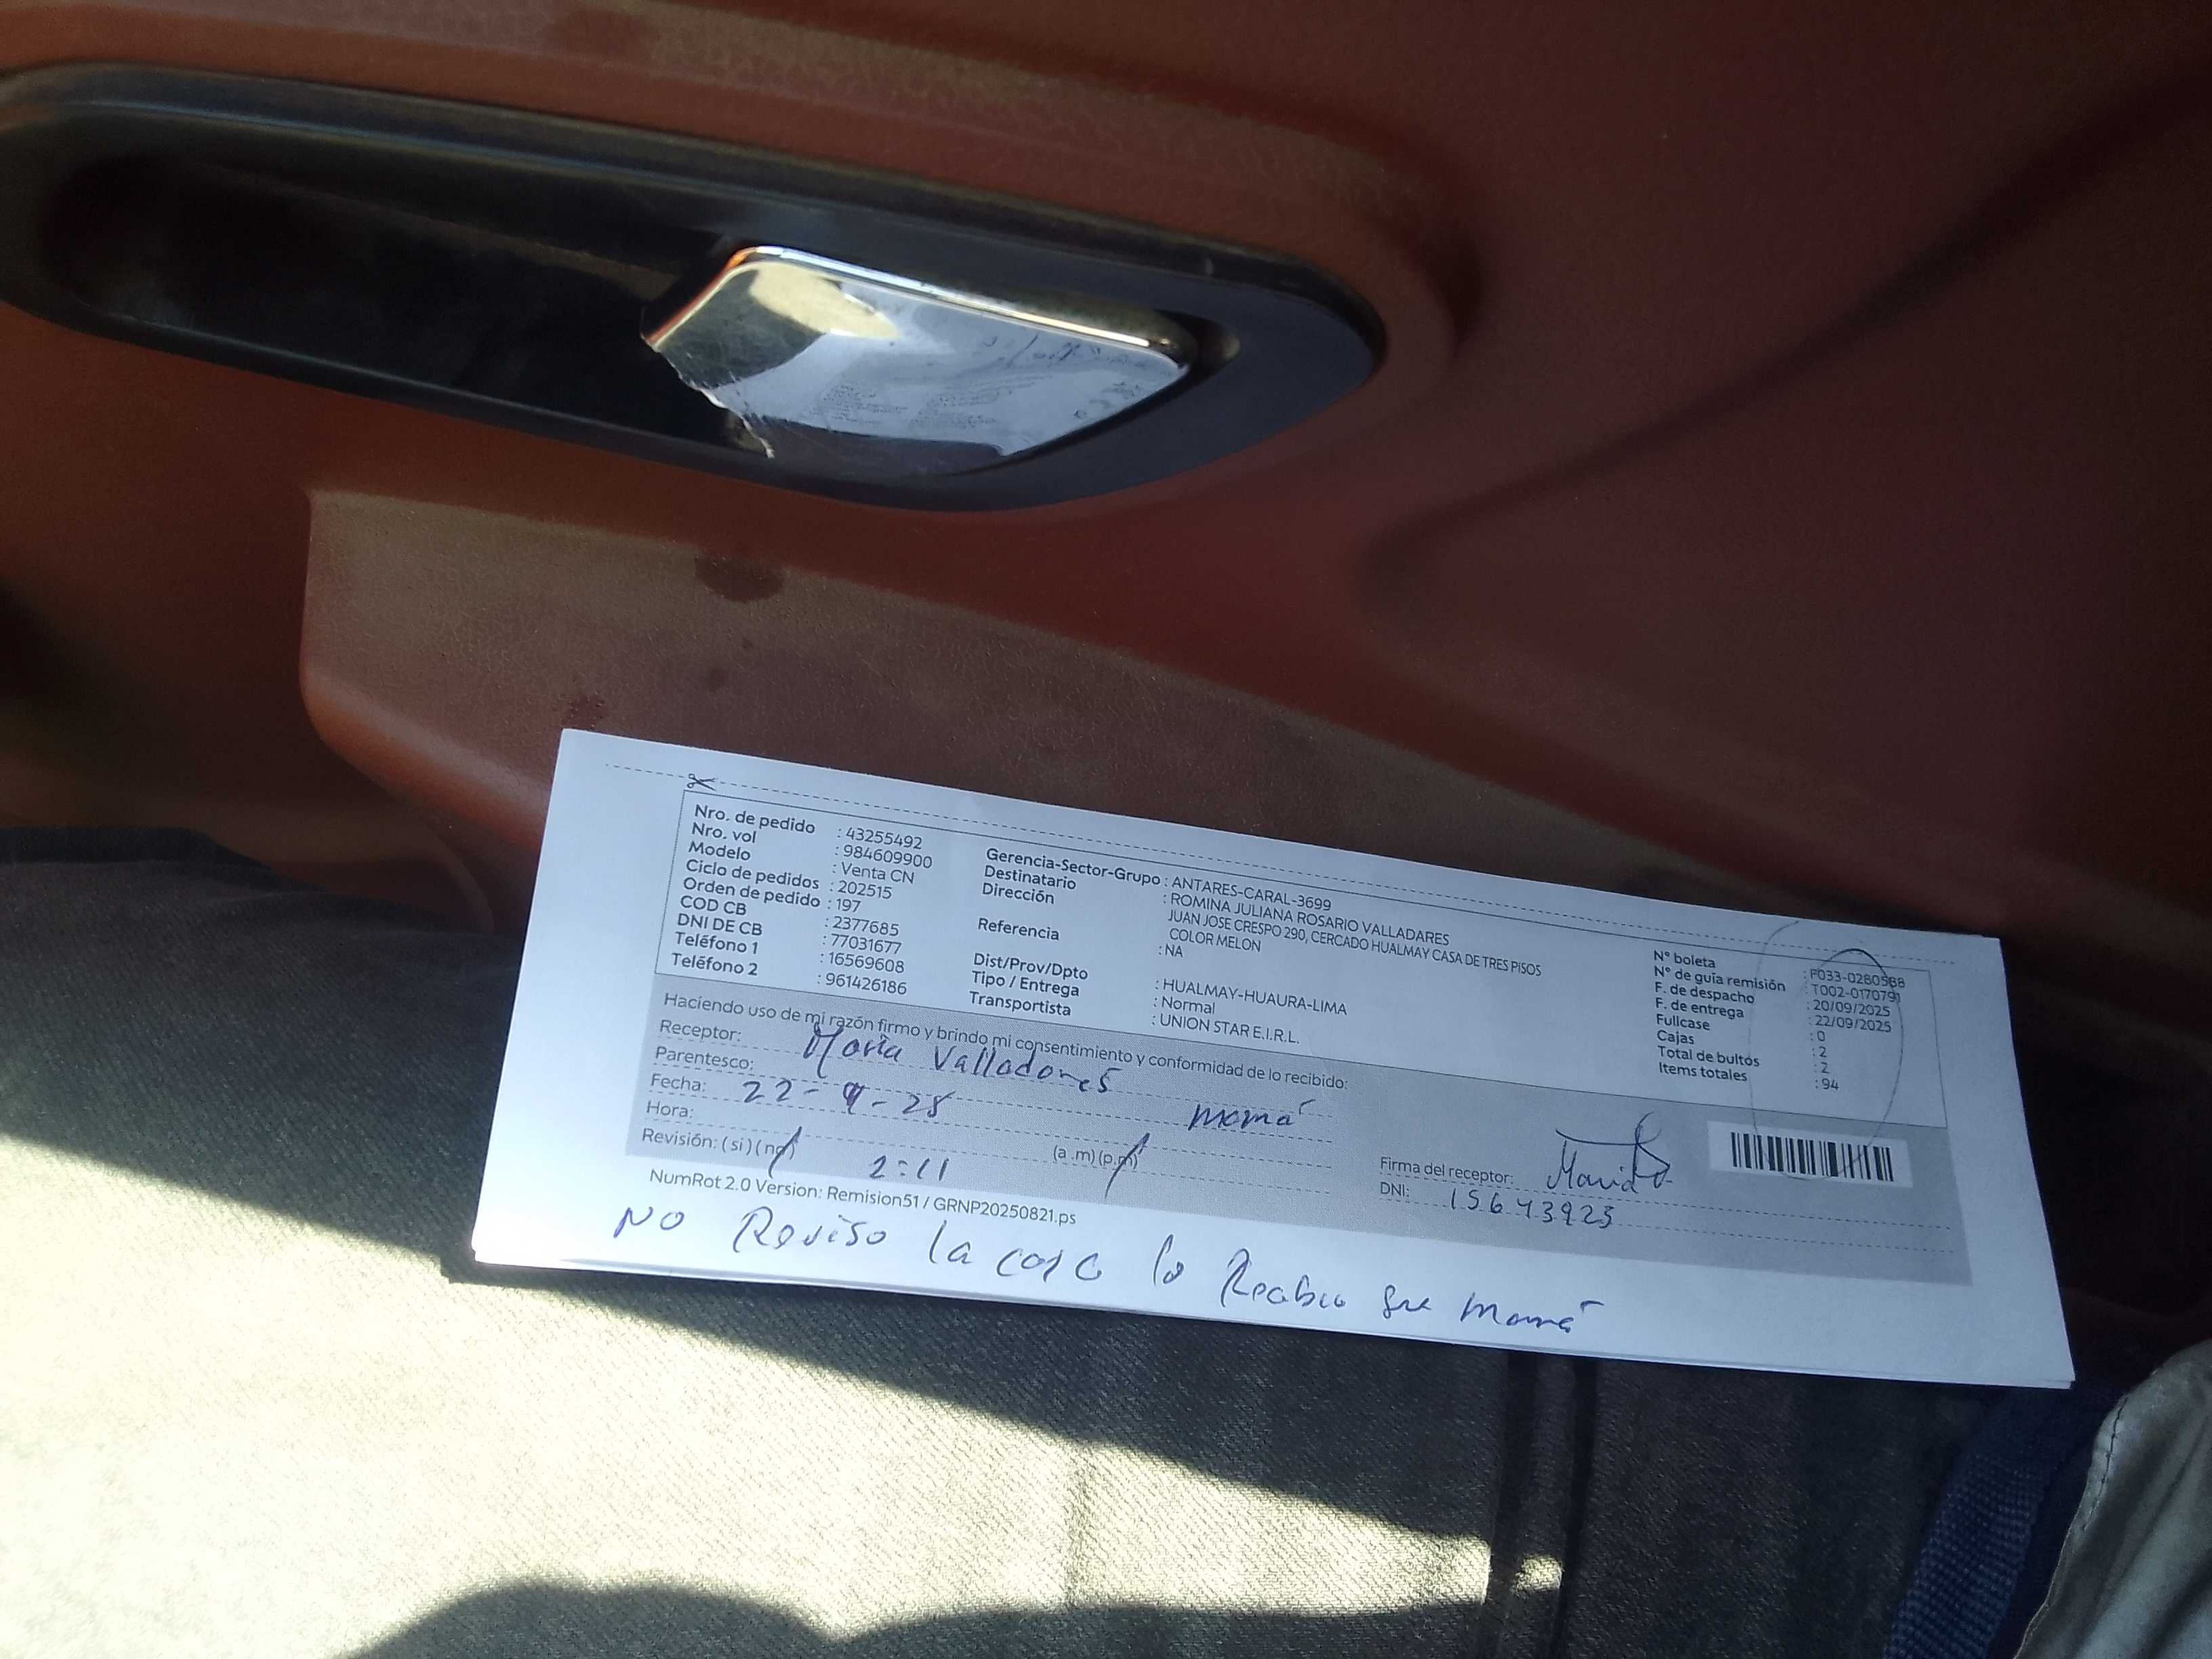 Nro. de pedido : 43255492
Nro. vol : 984609900
Modelo : Venta CN
Ciclo de pedidos : 202515
Orden de pedido : 197
COD CB : 2377685
DNI DE CB : 77031677
Teléfono 1 : 16569608
Teléfono 2 : 961426186
Gerencia-Sector-Grupo : ANTARES-CARAL-3699
Destinatario : ROMINA JULIANA ROSARIO VALLADARES
Dirección JUAN JOSE CRESPO 290, CERCADO HUALMAY CASA DE TRES PISOS
COLOR MELON
Referencia : NA
Dist/Prov/Dpto : HUALMAY-HUAURA-LIMA
Tipo / Entrega : Normal
Transportista : UNION STAR E.I.R.L.
N° boleta : F033-0280588
N° de guía remisión : T002-0170791
F. de despacho : 20/09/2025
F. de entrega : 22/09/2025
Fullcase : 0
Cajas : 2
Total de bultos : 2
Items totales : 94
Haciendo uso de mi razón firmo y brindo mi consentimiento y conformidad de lo recibido:
Receptor: Maria Valladares
Parentesco: mamá
Fecha: 22-9-25
Hora: 2:11 (a.m) (p.m)
Revisión: (si) (no)
Firma del receptor:
DNI: 15643923
NumRot 2.0 Version: Remision51 / GRNP20250821.ps
NO Reviso la caja lo Recibio su mamá